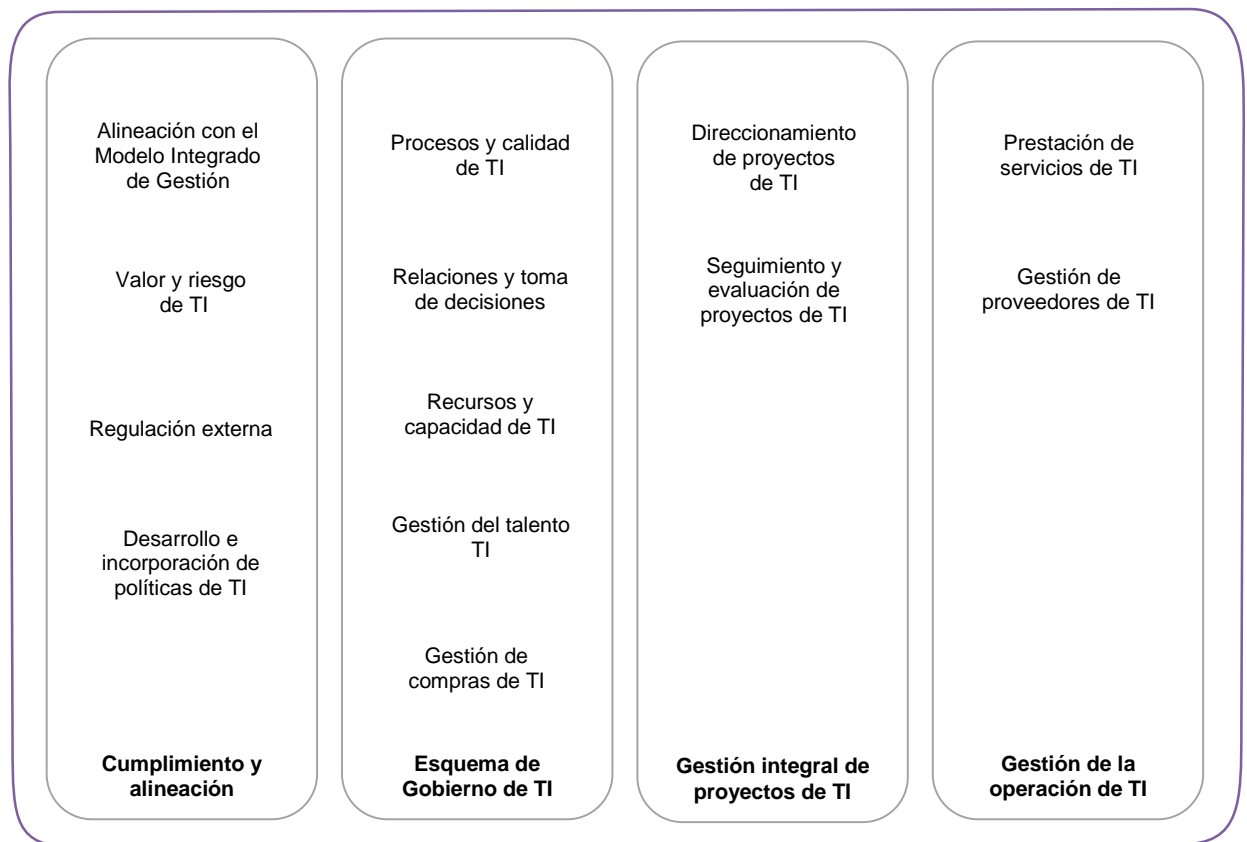 Alineación con el
Modelo Integrado
de Gestión
Valor y riesgo
de TI
Regulación externa
Desarrollo e
incorporación de
políticas de TI
Cumplimiento y
alineación
Procesos y calidad
de TI
Relaciones y toma
de decisiones
Recursos y
capacidad de TI
Gestión del talento
TI
Gestión de
compras de TI
Esquema de
Gobierno de TI
Direccionamiento
de proyectos
de TI
Seguimiento y
evaluación de
proyectos de TI
Gestión integral de
proyectos de TI
Prestación de
servicios de TI
Gestión de
proveedores de TI
Gestión de la
operación de TI